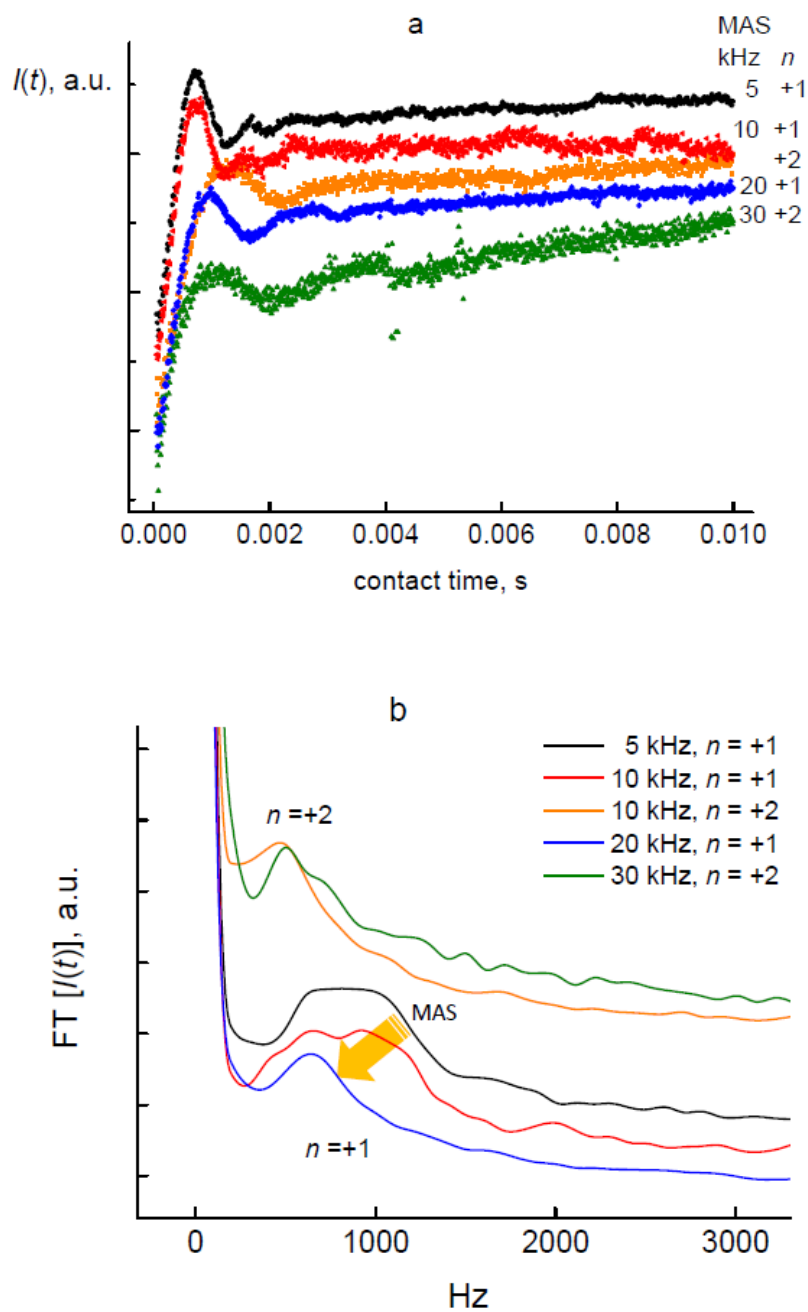 a
MAS
kHz n
I(t), a.u.
5 +1
10 +1
+2
20 +1
30 +2
0.000 0.002 0.004 0.006 0.008 0.010
contact time, s
b
5 kHz, n = +1
10 kHz, n = +1
10 kHz, n = +2
20 kHz, n = +1
30 kHz, n = +2
n =+2
FT [I(t)], a.u.
MAS
n =+1
0 1000 2000 3000
Hz